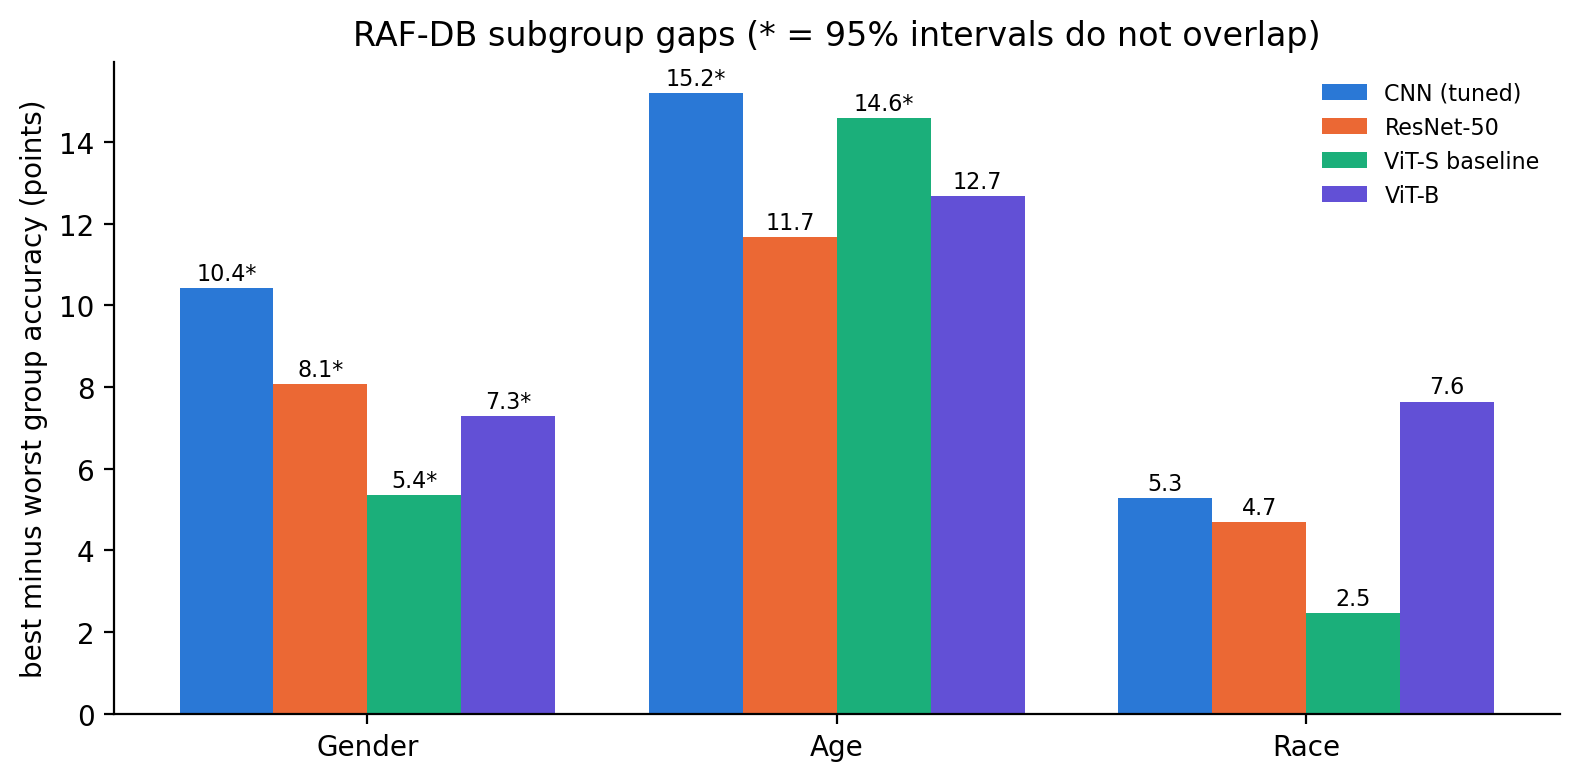 RAF-DB subgroup gaps (* = 95% intervals do not overlap)
best minus worst group accuracy (points)
14
12
10
8
6
4
2
0
10.4*
8.1*
5.4*
7.3*
15.2*
11.7
14.6*
12.7
5.3
4.7
2.5
7.6
CNN (tuned)
ResNet-50
ViT-S baseline
ViT-B
Gender
Age
Race